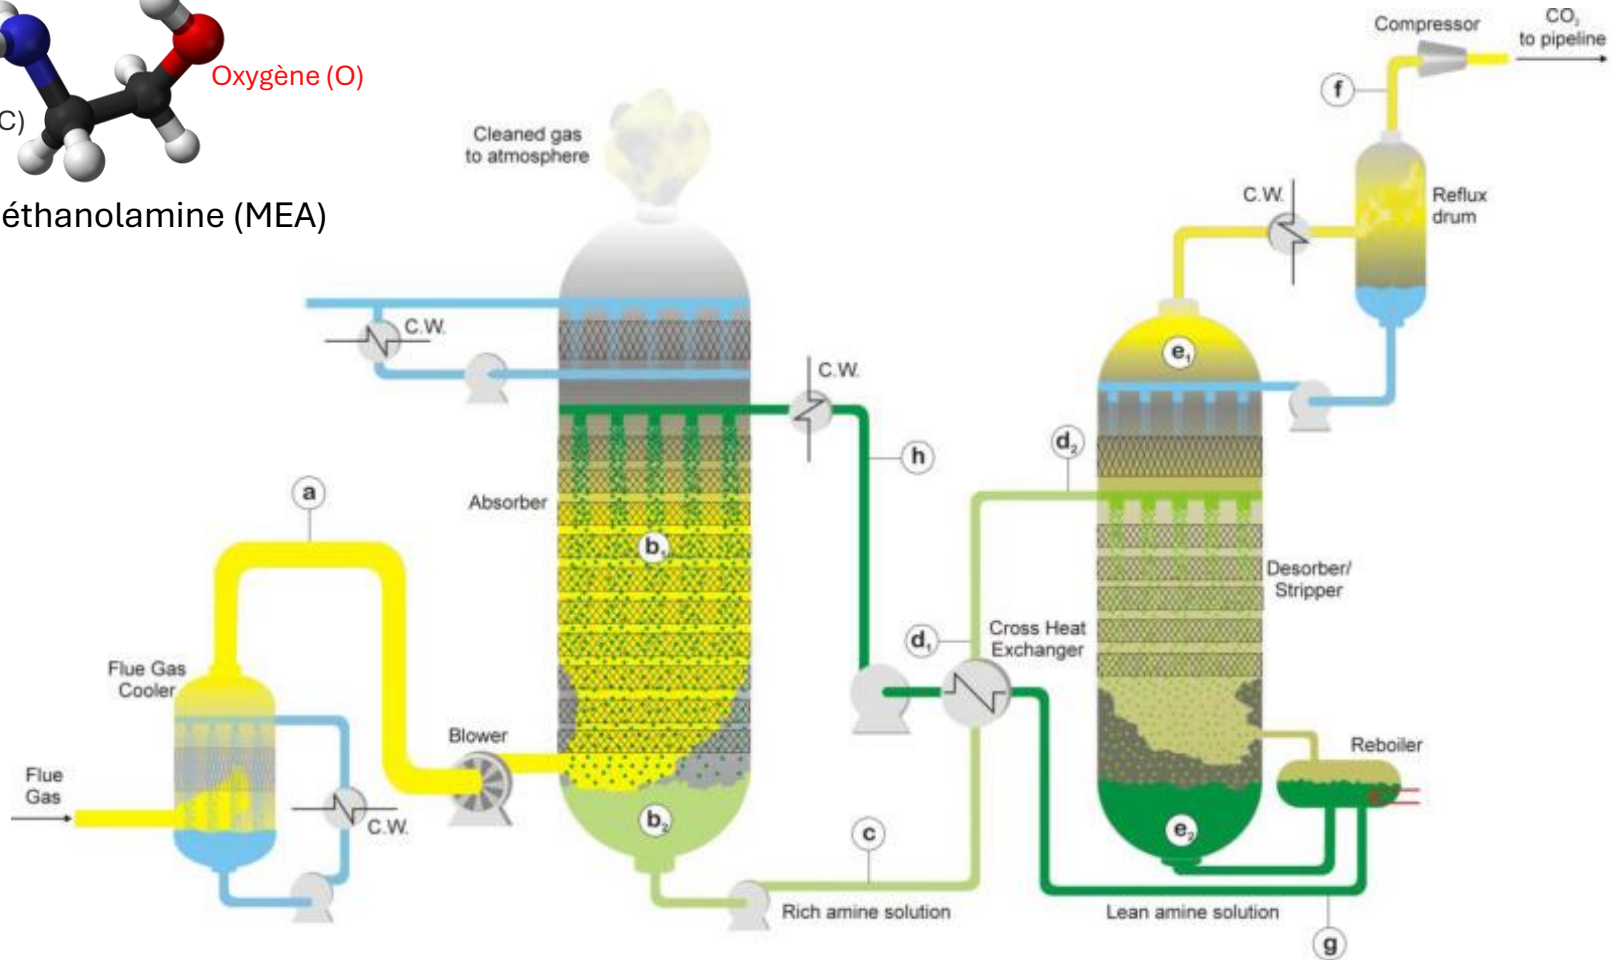 Oxygène (O)
C)
éthanolamine (MEA)
Compressor
CO₂
to pipeline
f
Cleaned gas
to atmosphere
C.W.
Reflux
drum
C.W.
e₁
C.W.
d₂
h
a
Absorber
b₁
Desorber/
Stripper
d₁
Cross Heat
Exchanger
Flue Gas
Cooler
Blower
Reboiler
Flue
Gas
C.W.
b₂
c
e₂
Rich amine solution
Lean amine solution
g